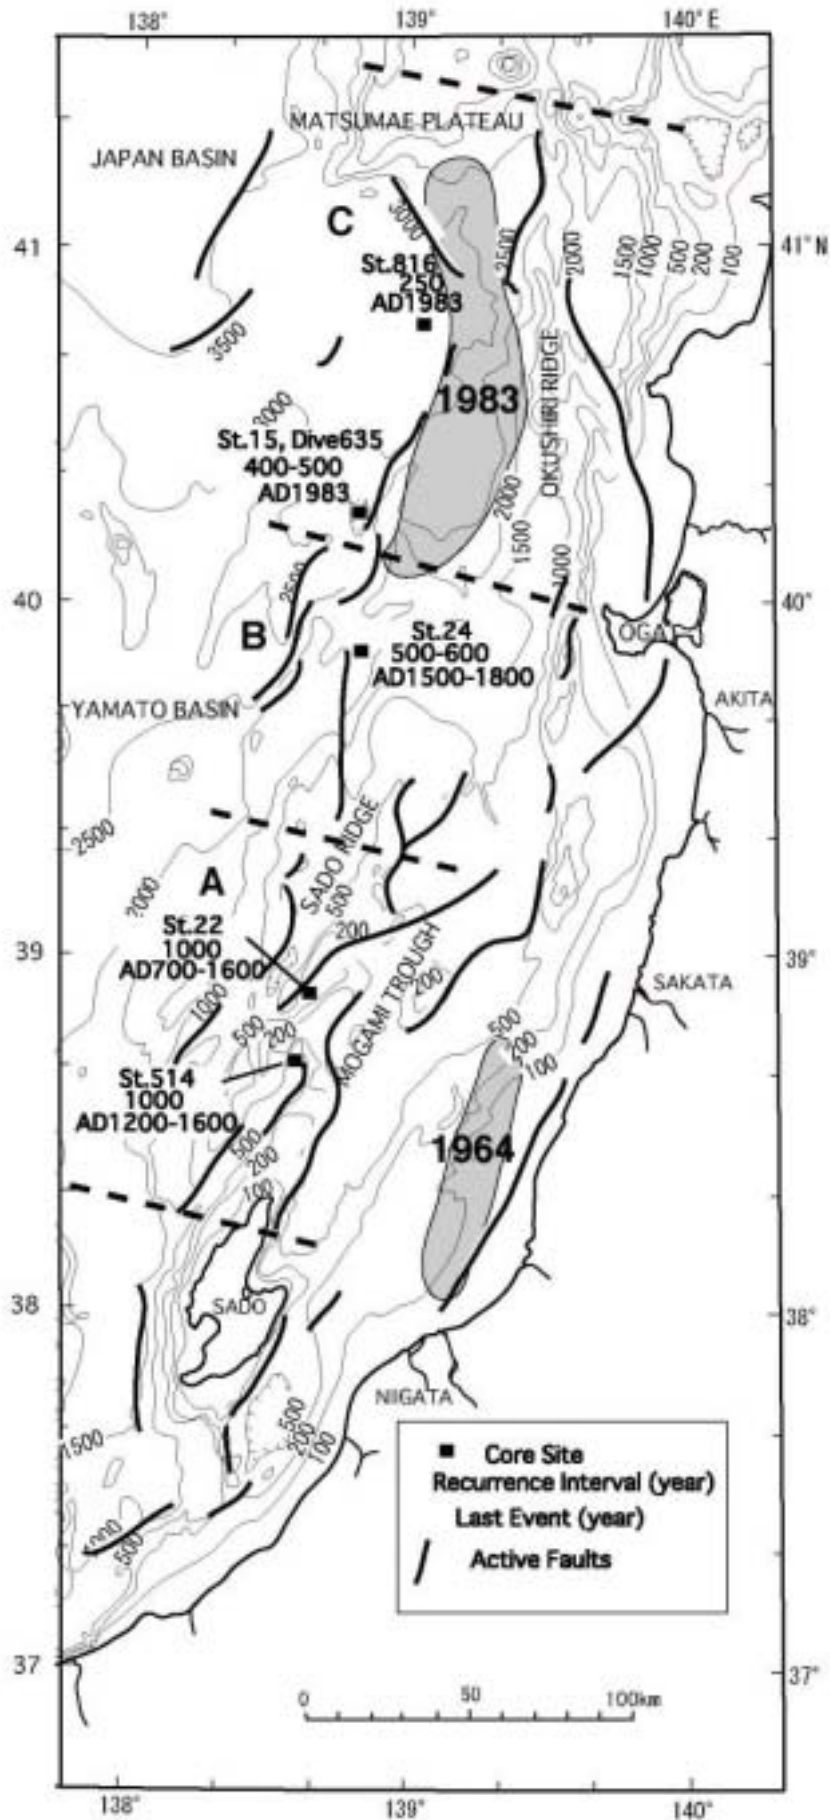 138°
139°
140°E
MATSUMAE PLATEAU
JAPAN BASIN
C
3000
41
41°N
2500
2000
1500
1000
500
200
100
St.816
250
AD1983
3500
1983
OKUSHIRI RIDGE
3000
St.15, Dive635
400-500
AD1983
2000
1500
1000
2500
40
40°
B
St.24
500-600
AD1500-1800
OGA
YAMATO BASIN
AKITA
2500
SADO RIDGE
A
2000
500
200
St.22
1000
AD700-1600
39
39°
MOGAMI TROUGH
200
SAKATA
1000
500
200
500
200
100
St.514
1000
AD1200-1600
500
200
100
1964
38
38°
SADO
NIIGATA
500
200
100
1500
Core Site
Recurrence Interval (year)
Last Event (year)
Active Faults
500
37
37°
0
50
100km
138°
139°
140°